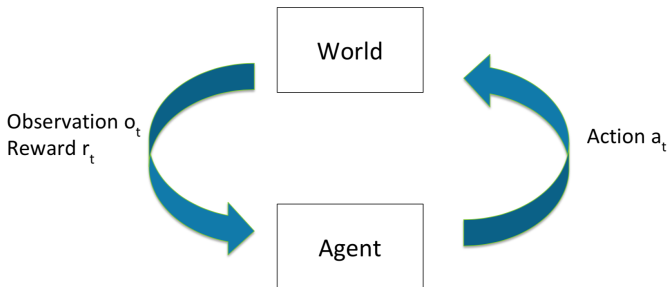 World
Observation o_t
Reward r_t
Action a_t
Agent